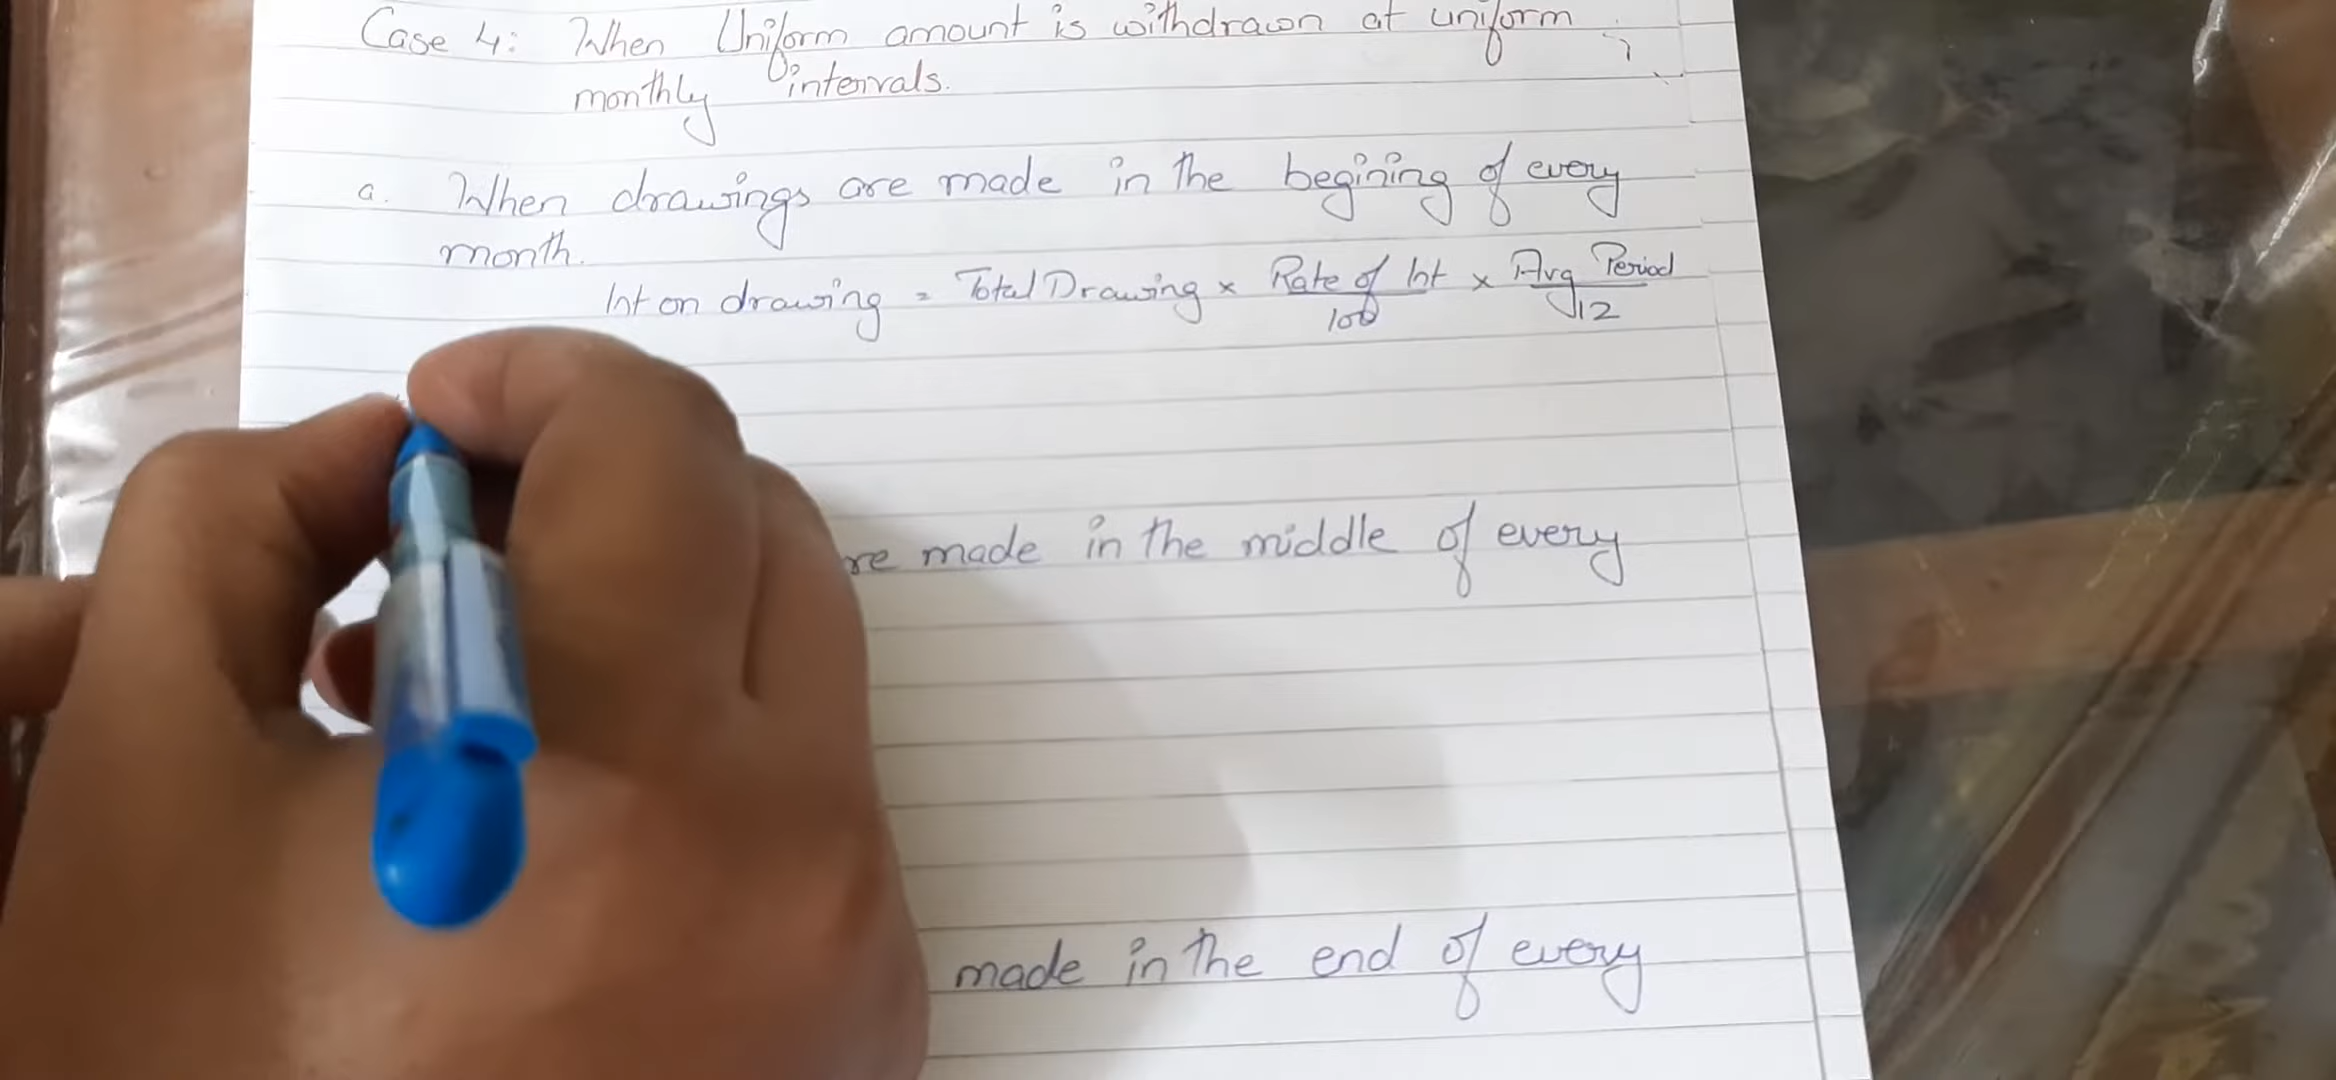 Case 4: When Uniform amount is withdrawn at uniform
monthly intervals.
a. When drawings are made in the begining of every
month.
Int on drawing = Total Drawing × Rate of Int / 100 × Avg Period / 12
made in the middle of every
made in the end of every